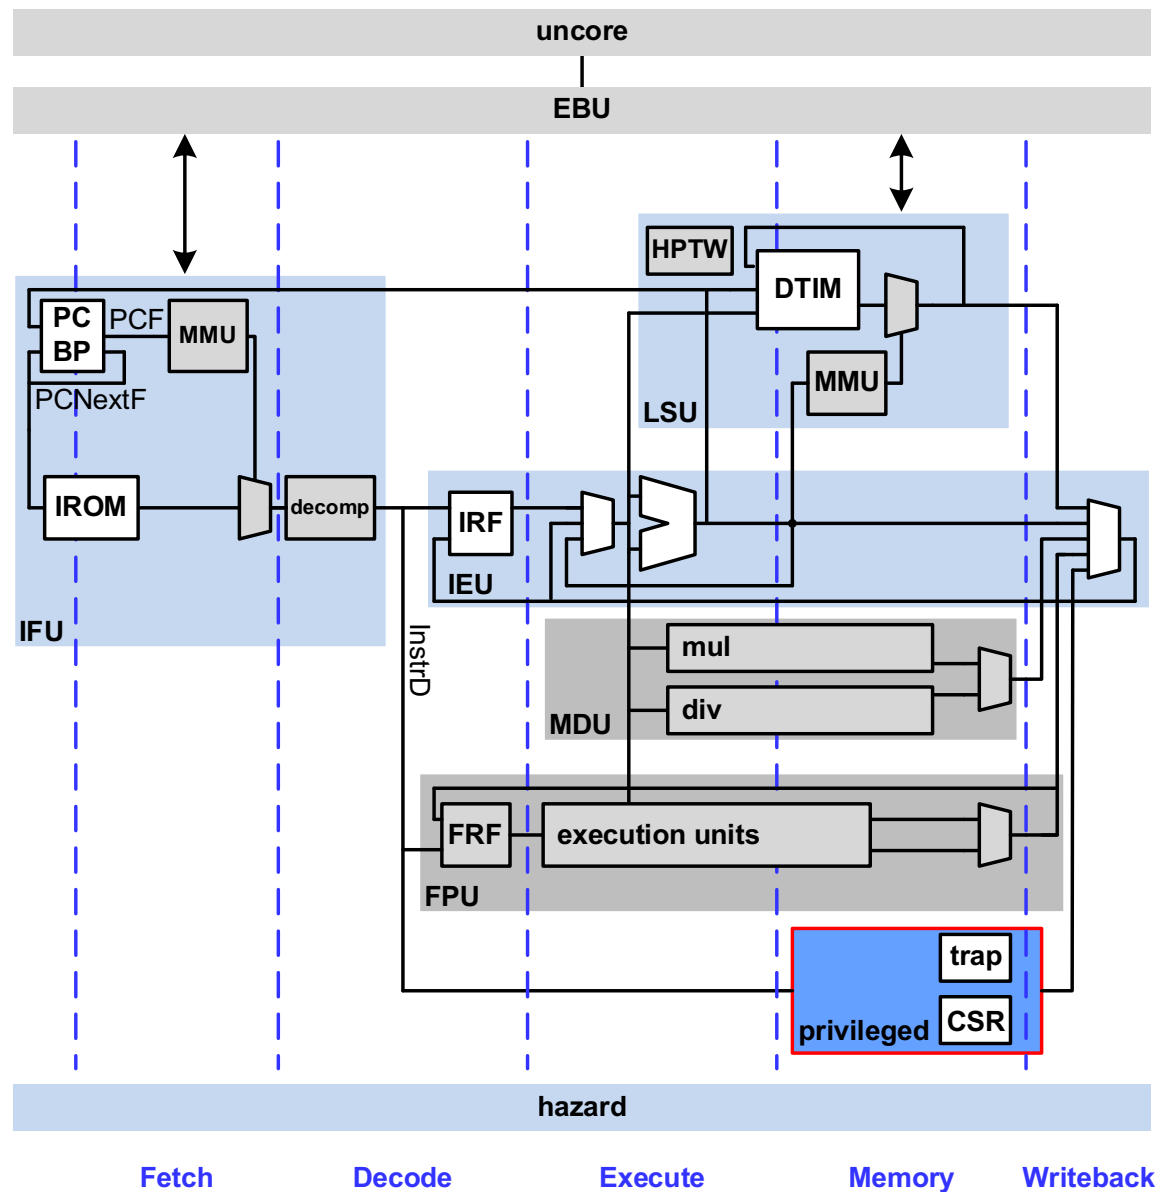 uncore
EBU
HPTW
DTIM
PC
BP
PCF
MMU
PCNextF
MMU
LSU
IROM
decomp
IRF
IEU
IFU
InstrD
mul
div
MDU
FRF
execution units
FPU
trap
CSR
privileged
hazard
Fetch
Decode
Execute
Memory
Writeback